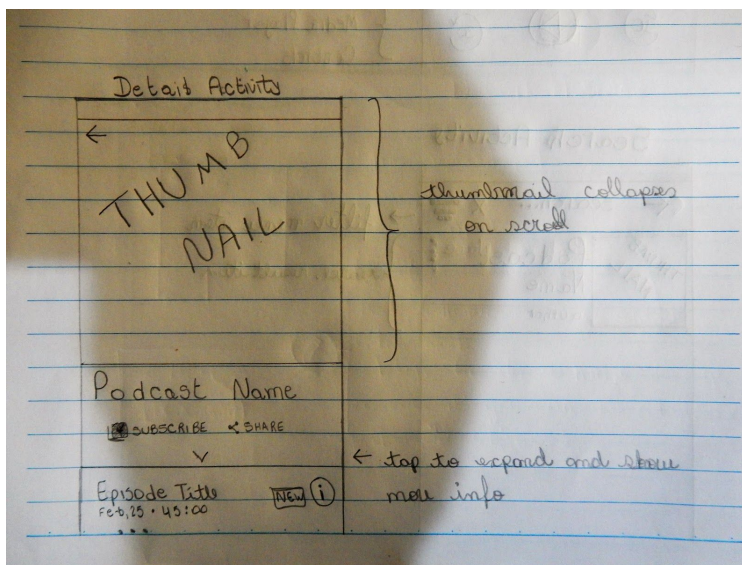 Detail Activity
←
THUMB
NAIL
thumbnail collapses
on scroll
Podcast Name
SUBSCRIBE SHARE
← tap to expand and show
more info
Episode Title NEW i
Feb, 25 · 45:00
...